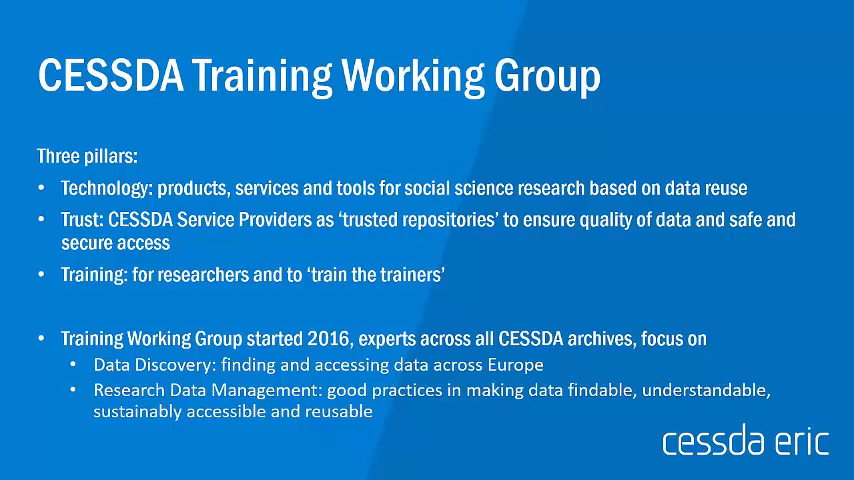 CESSDA Training Working Group
Three pillars:
• Technology: products, services and tools for social science research based on data reuse
• Trust: CESSDA Service Providers as ‘trusted repositories’ to ensure quality of data and safe and
secure access
• Training: for researchers and to ‘train the trainers’
• Training Working Group started 2016, experts across all CESSDA archives, focus on
• Data Discovery: finding and accessing data across Europe
• Research Data Management: good practices in making data findable, understandable,
sustainably accessible and reusable
cessda eric